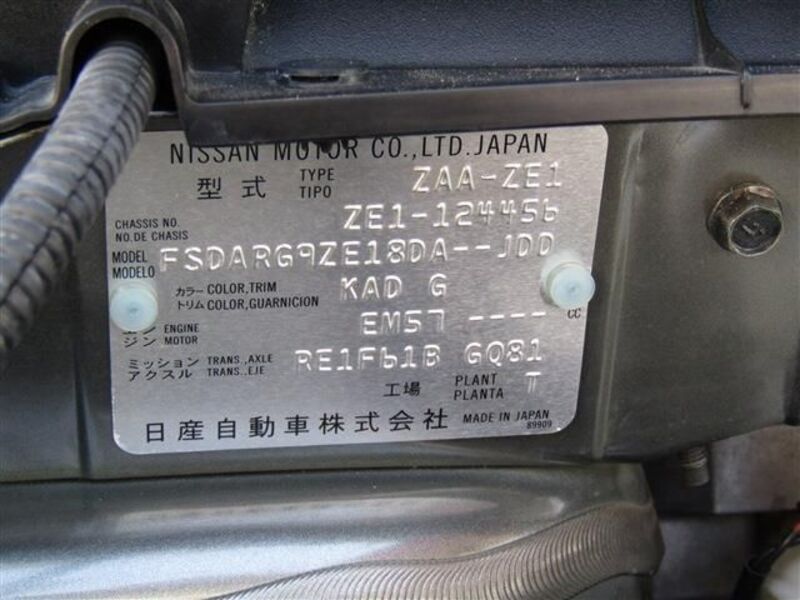 NISSAN MOTOR CO.,LTD.JAPAN
型式 TYPE TIPO ZAA-ZE1
CHASSIS NO. NO.DE CHASIS ZE1-124456
MODEL MODELO FSDARG9ZE18DA--JDD
カラー トリム COLOR,TRIM COLOR,GUARNICION KAD G
エンジン ENGINE MOTOR EM57 ---- CC
ミッション アクスル TRANS.,AXLE TRANS.,EJE RE1F61B GQ81
工場 PLANT PLANTA T
日産自動車株式会社 MADE IN JAPAN
89909